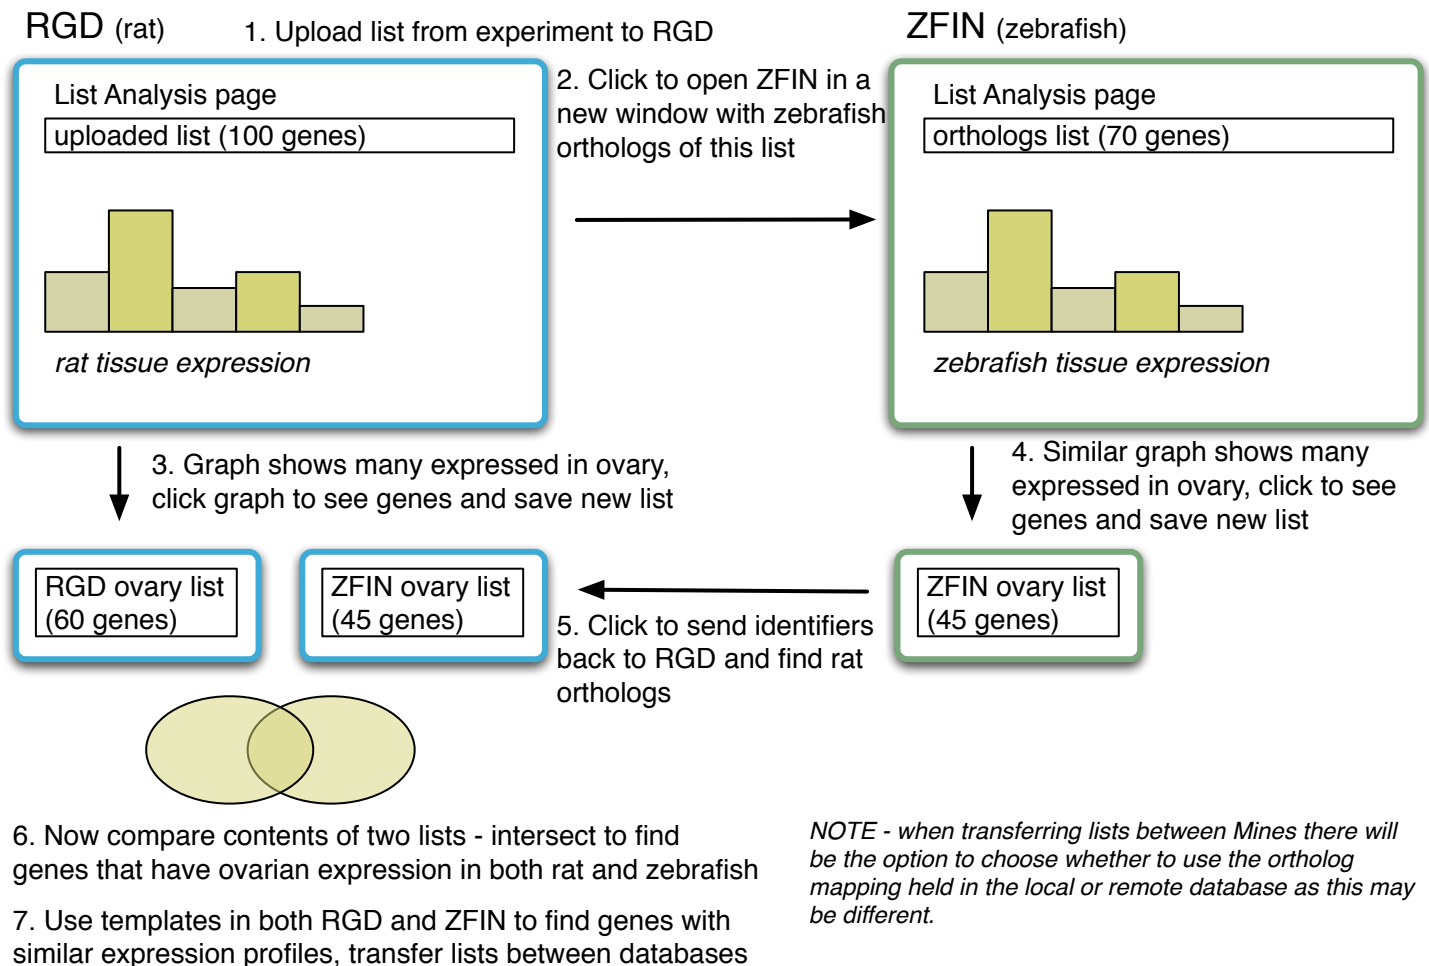 RGD (rat)
1. Upload list from experiment to RGD
ZFIN (zebrafish)
List Analysis page
uploaded list (100 genes)
rat tissue expression
2. Click to open ZFIN in a
new window with zebrafish
orthologs of this list
List Analysis page
orthologs list (70 genes)
zebrafish tissue expression
3. Graph shows many expressed in ovary,
click graph to see genes and save new list
4. Similar graph shows many
expressed in ovary, click to see
genes and save new list
RGD ovary list
(60 genes)
ZFIN ovary list
(45 genes)
5. Click to send identifiers
back to RGD and find rat
orthologs
ZFIN ovary list
(45 genes)
6. Now compare contents of two lists - intersect to find
genes that have ovarian expression in both rat and zebrafish
7. Use templates in both RGD and ZFIN to find genes with
similar expression profiles, transfer lists between databases
NOTE - when transferring lists between Mines there will
be the option to choose whether to use the ortholog
mapping held in the local or remote database as this may
be different.